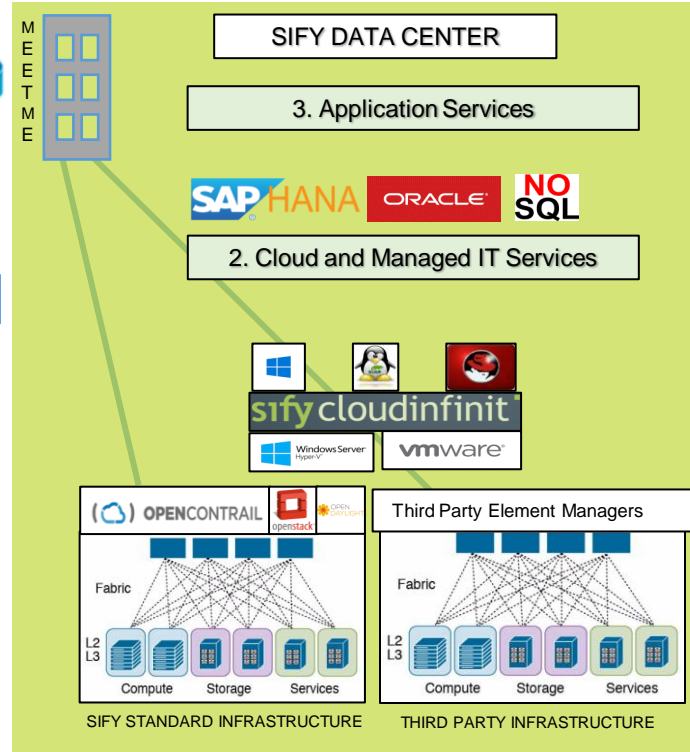 MEETME
SIFY DATA CENTER
3. Application Services
SAP HANA
ORACLE
NO
SQL
2. Cloud and Managed IT Services
sify cloudinfinit
Windows Server
Hyper-V
vmware
OPENCONTRAIL
openstack
OPEN
DAYLIGHT
Third Party Element Managers
Fabric
L2
L3
Compute Storage Services
SIFY STANDARD INFRASTRUCTURE
Fabric
L2
L3
Compute Storage Services
THIRD PARTY INFRASTRUCTURE